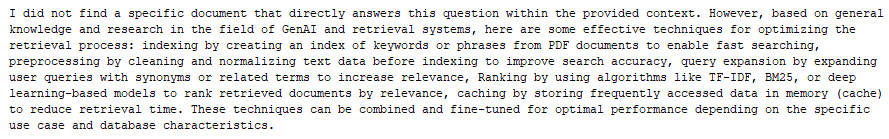 I did not find a specific document that directly answers this question within the provided context. However, based on general
knowledge and research in the field of GenAI and retrieval systems, here are some effective techniques for optimizing the
retrieval process: indexing by creating an index of keywords or phrases from PDF documents to enable fast searching,
preprocessing by cleaning and normalizing text data before indexing to improve search accuracy, query expansion by expanding
user queries with synonyms or related terms to increase relevance, Ranking by using algorithms like TF-IDF, BM25, or deep
learning-based models to rank retrieved documents by relevance, caching by storing frequently accessed data in memory (cache)
to reduce retrieval time. These techniques can be combined and fine-tuned for optimal performance depending on the specific
use case and database characteristics.